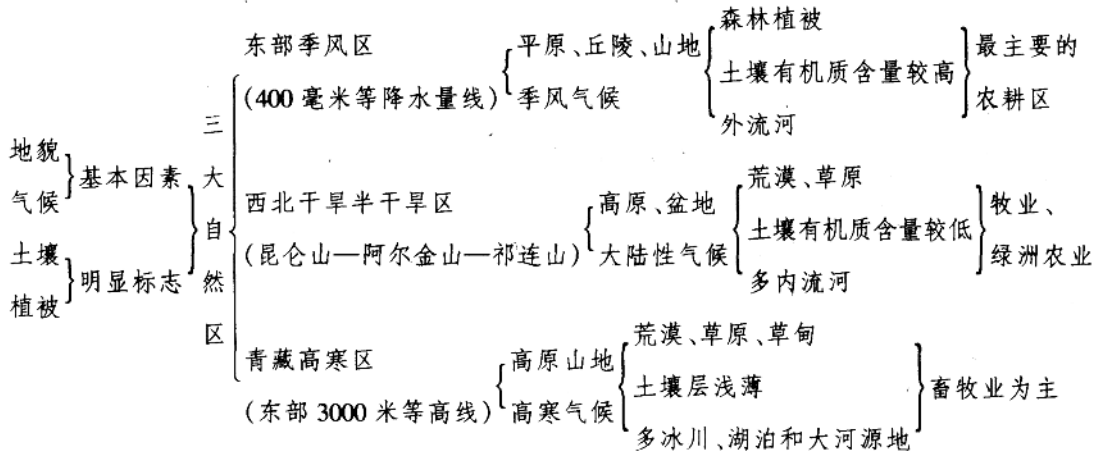 地貌
气候
基本因素
土壤
植被
明显标志
三大自然区
东部季风区
(400 毫米等降水量线)
平原、丘陵、山地
季风气候
森林植被
土壤有机质含量较高
外流河
最主要的
农耕区
西北干旱半干旱区
(昆仑山—阿尔金山—祁连山)
高原、盆地
大陆性气候
荒漠、草原
土壤有机质含量较低
多内流河
牧业、
绿洲农业
青藏高寒区
(东部 3000 米等高线)
高原山地
高寒气候
荒漠、草原、草甸
土壤层浅薄
多冰川、湖泊和大河源地
畜牧业为主